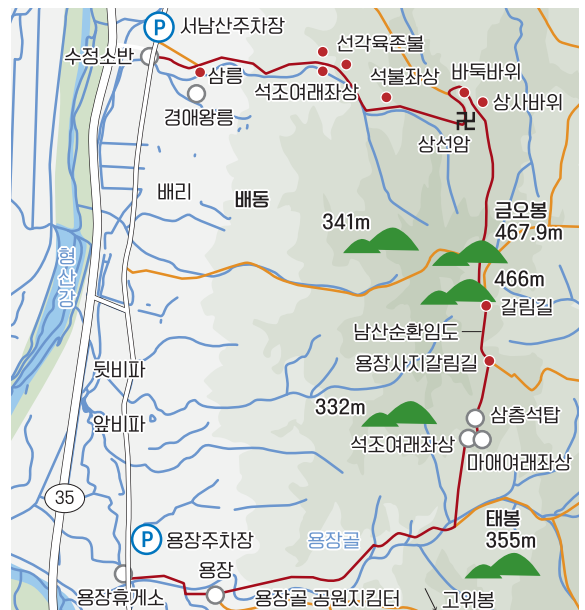 P 서남산주차장
수정소반
삼릉
경애왕릉
선각육존불
석조여래좌상
석불좌상
바둑바위
상사바위
卍
상선암
배리
배동
341m
금오봉
467.9m
466m
갈림길
형산강
남산순환임도
용장사지갈림길
뒷비파
앞비파
332m
삼층석탑
석조여래좌상
마애여래좌상
35
P 용장주차장
용장골
태봉
355m
용장
용장휴게소
용장골 공원지킴터
고위봉